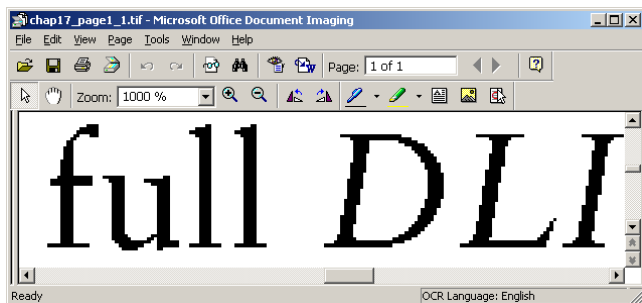 chap17_page1_1.tif - Microsoft Office Document Imaging
File Edit View Page Tools Window Help
Page: 1 of 1
Zoom: 1000 %
full DLI
Ready OCR Language: English